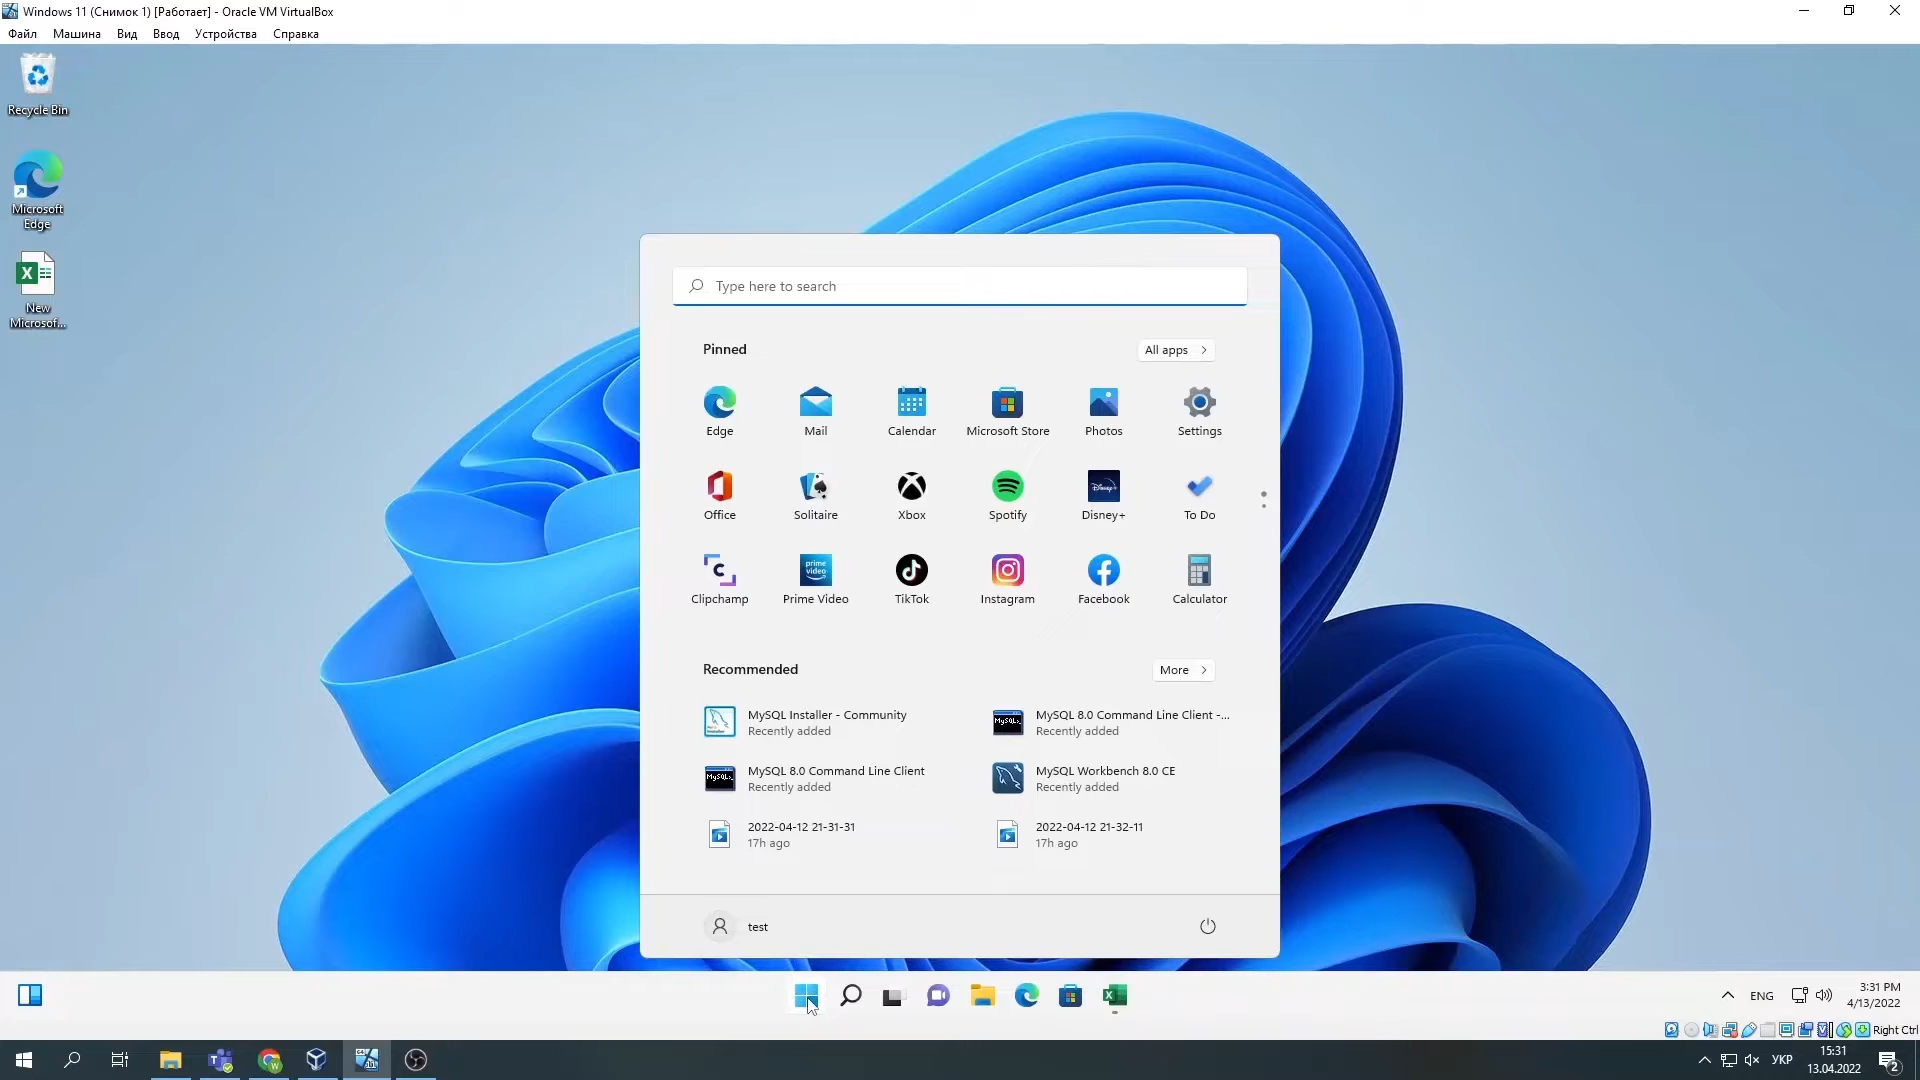 Windows 11 (Снимок 1) [Работает] - Oracle VM VirtualBox
Файл Машина Вид Ввод Устройства Справка
Recycle Bin
Microsoft
Edge
New
Microsof...
Type here to search
Pinned
All apps
Edge Mail Calendar Microsoft Store Photos Settings
Office Solitaire Xbox Spotify Disney+ To Do
Clipchamp Prime Video TikTok Instagram Facebook Calculator
Recommended
More
MySQL Installer - Community
Recently added
MySQL 8.0 Command Line Client -...
Recently added
MySQL 8.0 Command Line Client
Recently added
MySQL Workbench 8.0 CE
Recently added
2022-04-12 21-31-31
17h ago
2022-04-12 21-32-11
17h ago
test
ENG
3:31 PM
4/13/2022
Right Ctrl
УКР
15:31
13.04.2022
2